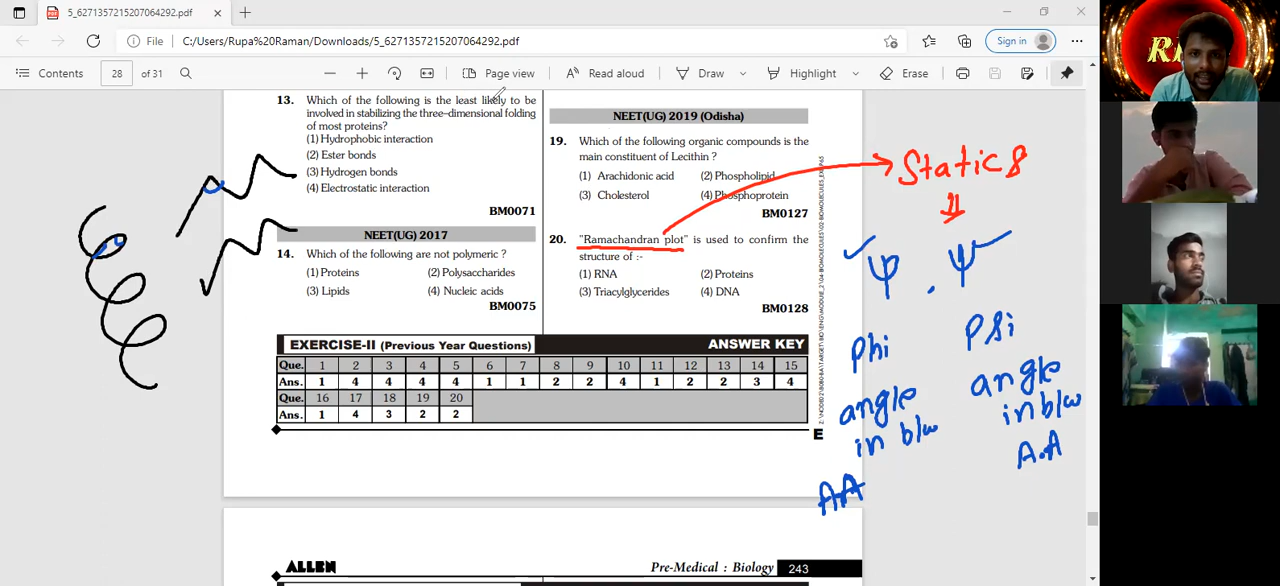 5_6271357215207064292.pdf
File C:/Users/Rupa%20Raman/Downloads/5_6271357215207064292.pdf
Sign in
Contents 28 of 31 Page view Read aloud Draw Highlight Erase
13. Which of the following is the least likely to be
involved in stabilizing the three-dimensional folding
of most proteins?
(1) Hydrophobic interaction
(2) Ester bonds
(3) Hydrogen bonds
(4) Electrostatic interaction
BM0071
NEET(UG) 2017
14. Which of the following are not polymeric ?
(1) Proteins (2) Polysaccharides
(3) Lipids (4) Nucleic acids
BM0075
NEET(UG) 2019 (Odisha)
19. Which of the following organic compounds is the
main constituent of Lecithin ?
(1) Arachidonic acid (2) Phospholipid
(3) Cholesterol (4) Phosphoprotein
BM0127
20. "Ramachandran plot" is used to confirm the
structure of :-
(1) RNA (2) Proteins
(3) Triacylglycerides (4) DNA
BM0128
EXERCISE-II (Previous Year Questions) ANSWER KEY
Que. 1 2 3 4 5 6 7 8 9 10 11 12 13 14 15
Ans. 1 4 4 4 4 1 1 2 2 4 1 2 2 3 4
Que. 16 17 18 19 20
Ans. 1 4 3 2 2
E
ALLEN
Pre-Medical : Biology 243
φ , ψ
Phi
angle
in b/w
AA
Psi
angle
in b/w
A.A